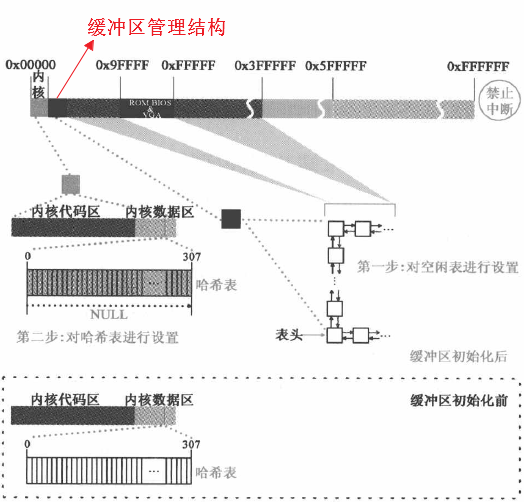 缓冲区管理结构
0x00000
内核
0x9FFFF
0xFFFFF
0x3FFFFF
0x5FFFFF
0xFFFFFF
ROM BIOS
&
VGA
禁止
中断
内核代码区
内核数据区
0
307
...
哈希表
NULL
第二步:对哈希表进行设置
...
第一步:对空闲表进行设置
...
表头
...
缓冲区初始化后
内核代码区
内核数据区
缓冲区初始化前
0
307
...
哈希表